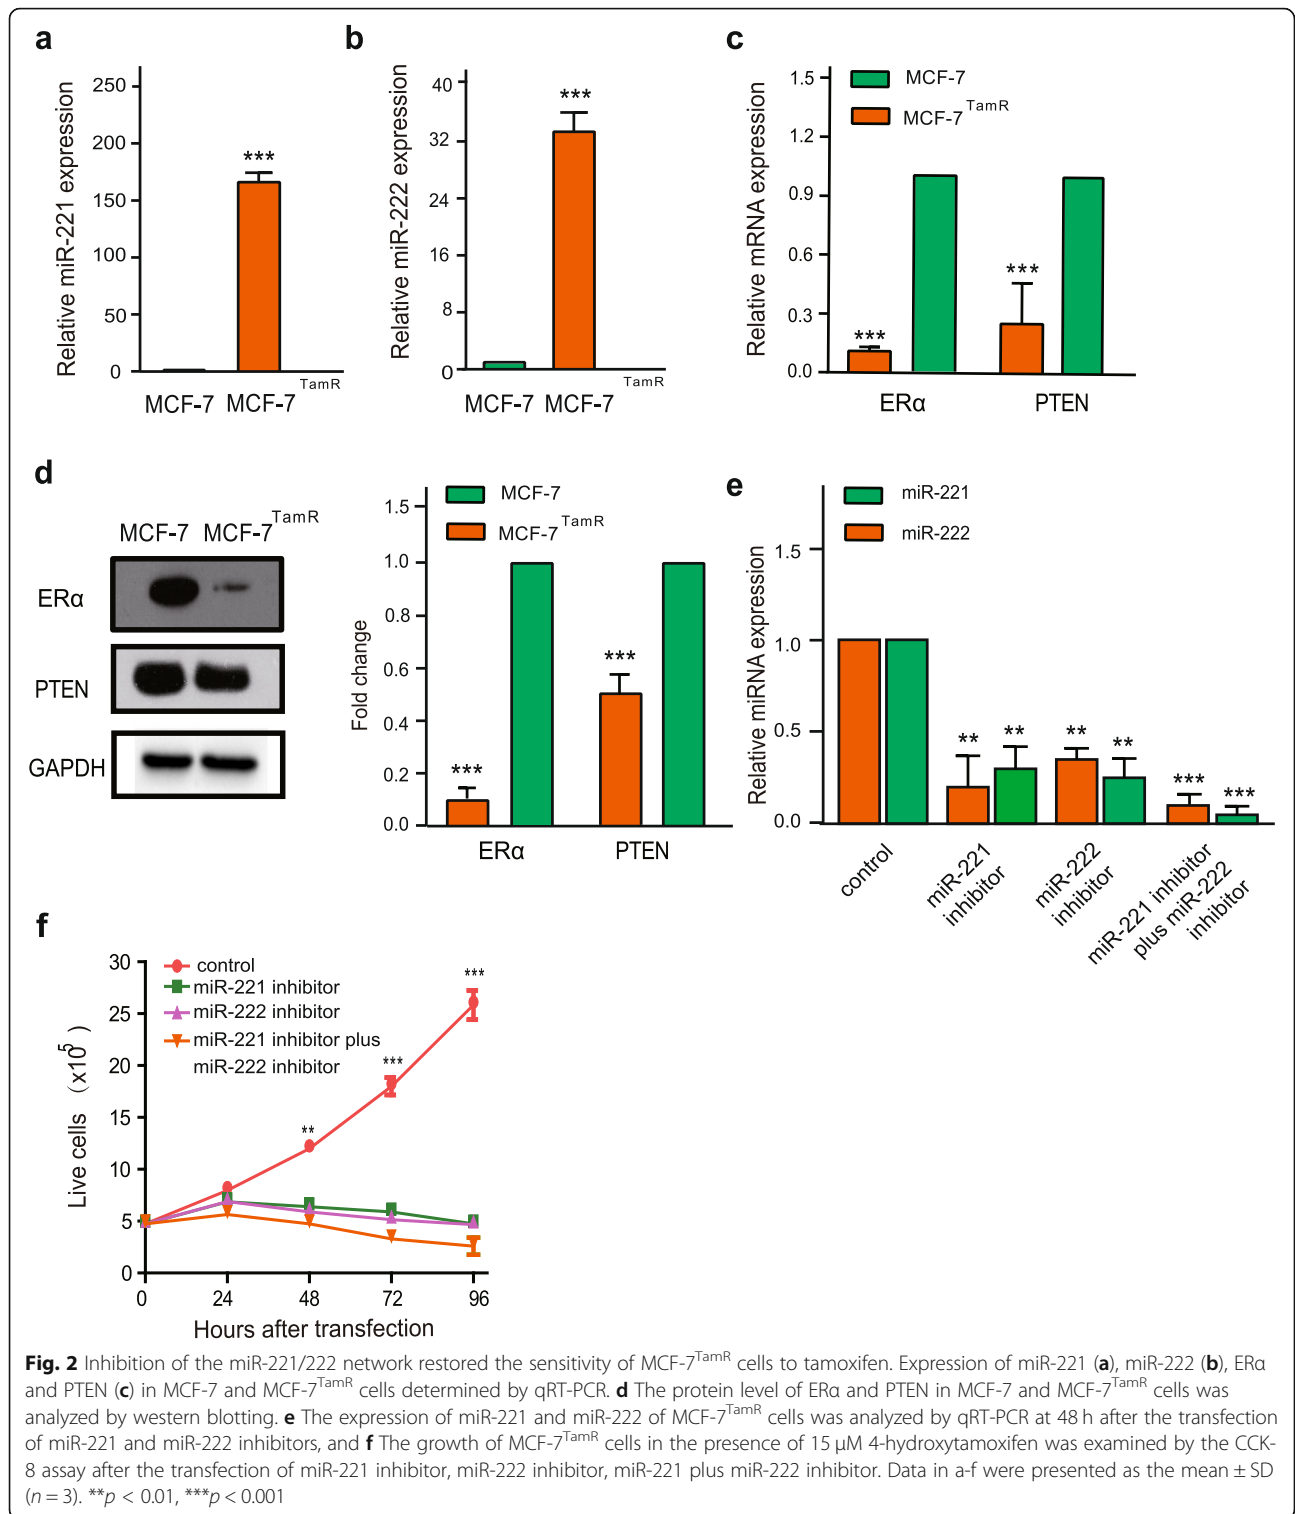 a
Relative miR-221 expression
250
200
150
100
50
0
***
MCF-7 MCF-7TamR
b
Relative miR-222 expression
40
32
24
16
8
0
***
MCF-7 MCF-7TamR
c
Relative mRNA expression
1.5
1.2
0.9
0.6
0.3
0.0
MCF-7
MCF-7TamR
***
***
ERα PTEN
d
MCF-7 MCF-7TamR
ERα
PTEN
GAPDH
Fold change
1.5
1.0
0.8
0.6
0.4
0.2
0.0
MCF-7
MCF-7TamR
***
***
ERα PTEN
e
Relative miRNA expression
1.5
1.0
0.5
0.0
miR-221
miR-222
** ** ** ** *** ***
control
miR-221
inhibitor
miR-222
inhibitor
miR-221 inhibitor
plus miR-222
inhibitor
f
Live cells (x10^5)
30
25
20
15
10
5
0
control
miR-221 inhibitor
miR-222 inhibitor
miR-221 inhibitor plus
miR-222 inhibitor
**
***
***
0 24 48 72 96
Hours after transfection
Fig. 2 Inhibition of the miR-221/222 network restored the sensitivity of MCF-7TamR cells to tamoxifen. Expression of miR-221 (a), miR-222 (b), ERα
and PTEN (c) in MCF-7 and MCF-7TamR cells determined by qRT-PCR. d The protein level of ERα and PTEN in MCF-7 and MCF-7TamR cells was
analyzed by western blotting. e The expression of miR-221 and miR-222 of MCF-7TamR cells was analyzed by qRT-PCR at 48 h after the transfection
of miR-221 and miR-222 inhibitors, and f The growth of MCF-7TamR cells in the presence of 15 μM 4-hydroxytamoxifen was examined by the CCK-
8 assay after the transfection of miR-221 inhibitor, miR-222 inhibitor, miR-221 plus miR-222 inhibitor. Data in a-f were presented as the mean ± SD
(n = 3). **p < 0.01, ***p < 0.001